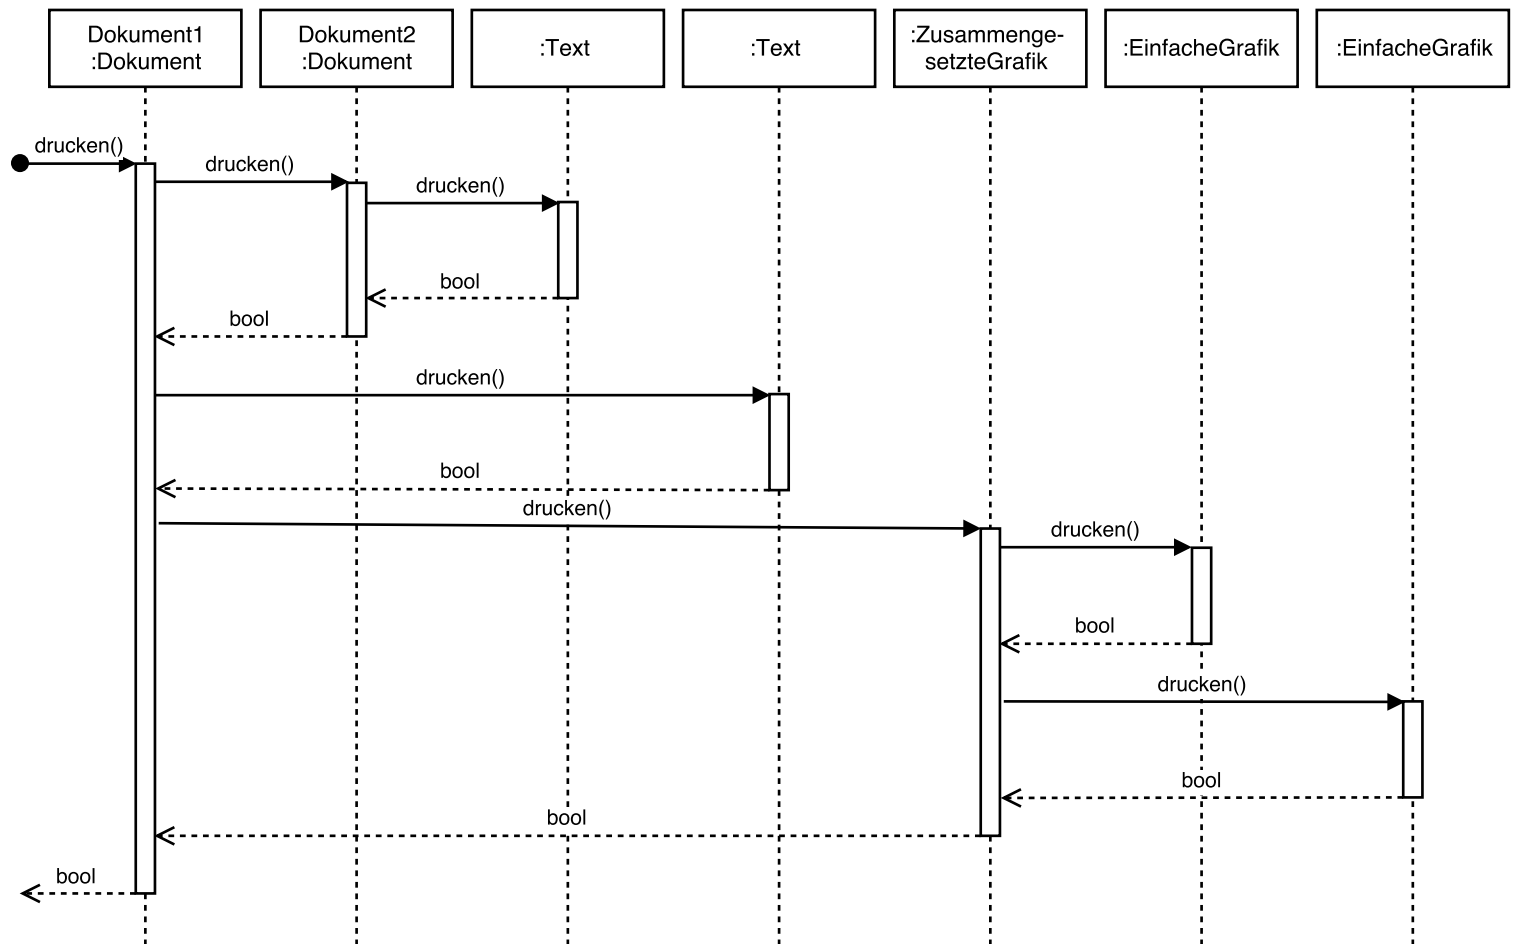 Dokument1
:Dokument
Dokument2
:Dokument
:Text
:Text
:Zusammenge-
setzteGrafik
:EinfacheGrafik
:EinfacheGrafik
drucken()
drucken()
drucken()
bool
bool
drucken()
bool
drucken()
drucken()
bool
drucken()
bool
bool
bool